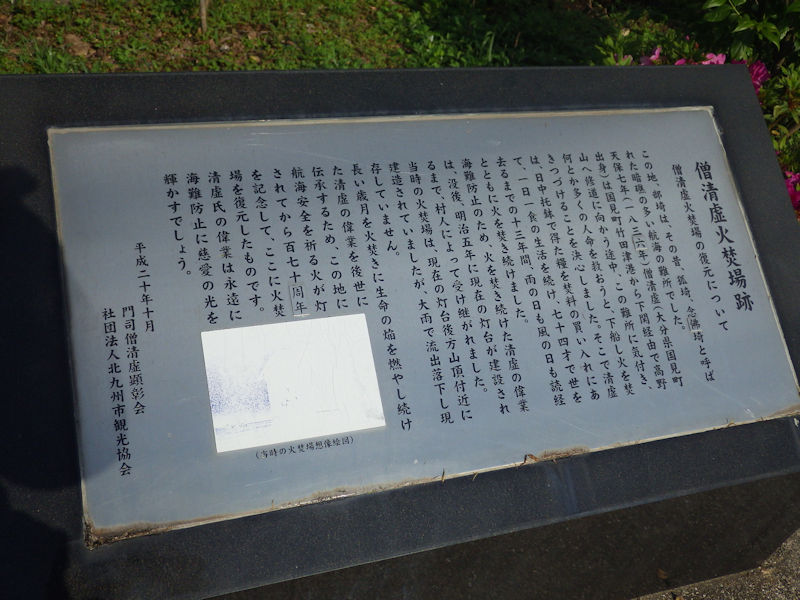 僧清虚火焚場跡
僧清虚火焚場の復元について
この地、部埼は、その昔、狐埼、念佛埼と呼ば
れた暗礁の多い、航海の難所でした。
天保七年(一八三六年)僧清虚(大分県国見町
出身)は国見町竹田津港から下関経由で高野
山へ修道に向かう途中、この難所に気付き、
何とか多くの人命を救おうと、下船し火を焚
きつづけることを決心しました。そこで清虚
は、日中托鉢で得た糧を焚料の買い入れにあ
て、一日一食の生活を続け、七十四才で世を
去るまでの十三年間、雨の日も風の日も読経
とともに火を焚き続けました。
海難防止のため、火を焚き続けた清虚の偉業
は、没後、明治五年に現在の灯台が建設され
るまで、村人によって受け継がれました。
当時の火焚場は、現在の灯台後方山頂付近に
建造されていましたが、大雨で流出落下し現
存していません。
長い歳月を火焚きに生命の焔を燃やし続け
た清虚の偉業を後世に
伝承するため、この地に
航海安全を祈る火が灯
されてから百七十周年
を記念して、ここに火焚
場を復元したものです。
清虚氏の偉業は永遠に
海難防止に慈愛の光を
輝かすでしょう。
平成二十年十月
門司僧清虚顕彰会
社団法人北九州市観光協会
(当時の火焚場想像絵図)